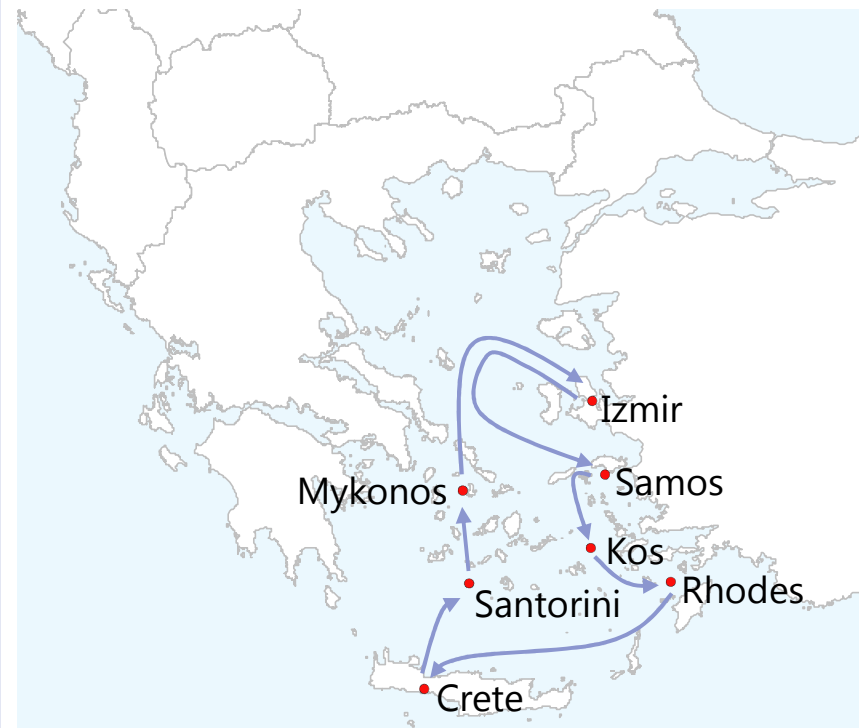 Izmir
Samos
Mykonos
Kos
Rhodes
Santorini
Crete